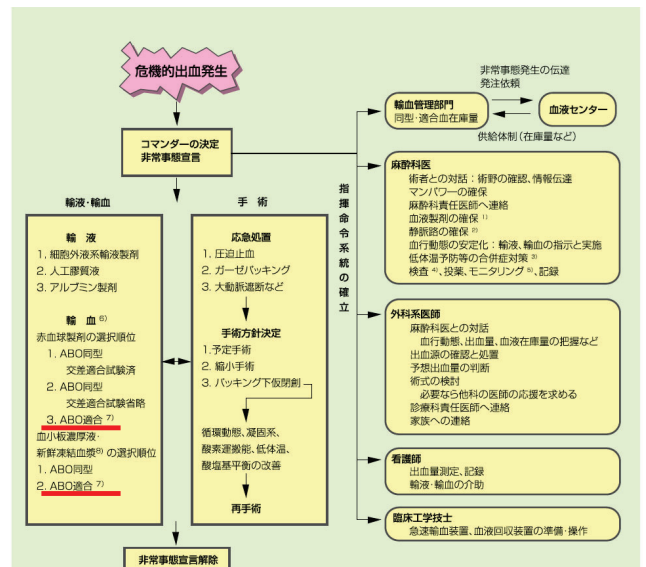 危機的出血発生
コマンダーの決定
非常事態宣言
輸液・輸血
輸 液
1. 細胞外液系輸液製剤
2. 人工膠質液
3. アルブミン製剤
輸 血 6)
赤血球製剤の選択順位
1. ABO同型
交差適合試験済
2. ABO同型
交差適合試験省略
3. ABO適合 7)
血小板濃厚液・
新鮮凍結血漿8) の選択順位
1. ABO同型
2. ABO適合 7)
手 術
応急処置
1. 圧迫止血
2. ガーゼパッキング
3. 大動脈遮断など
手術方針決定
1.予定手術
2. 縮小手術
3. パッキング下仮閉創
循環動態、凝固系、
酸素運搬能、低体温、
酸塩基平衡の改善
再手術
非常事態宣言解除
指揮命令系統の確立
輸血管理部門
同型・適合血在庫量
非常事態発生の伝達
発注依頼
血液センター
供給体制(在庫量など)
麻酔科医
術者との対話:術野の確認、情報伝達
マンパワーの確保
麻酔科責任医師へ連絡
血液製剤の確保 1)
静脈路の確保 2)
血行動態の安定化:輸液、輸血の指示と実施
低体温予防等の合併症対策 3)
検査 4)、投薬、モニタリング 5)、記録
外科系医師
麻酔科医との対話
血行動態、出血量、血液在庫量の把握など
出血源の確認と処置
予想出血量の判断
術式の検討
必要なら他科の医師の応援を求める
診療科責任医師へ連絡
家族への連絡
看護師
出血量測定、記録
輸液・輸血の介助
臨床工学技士
急速輸血装置、血液回収装置の準備・操作